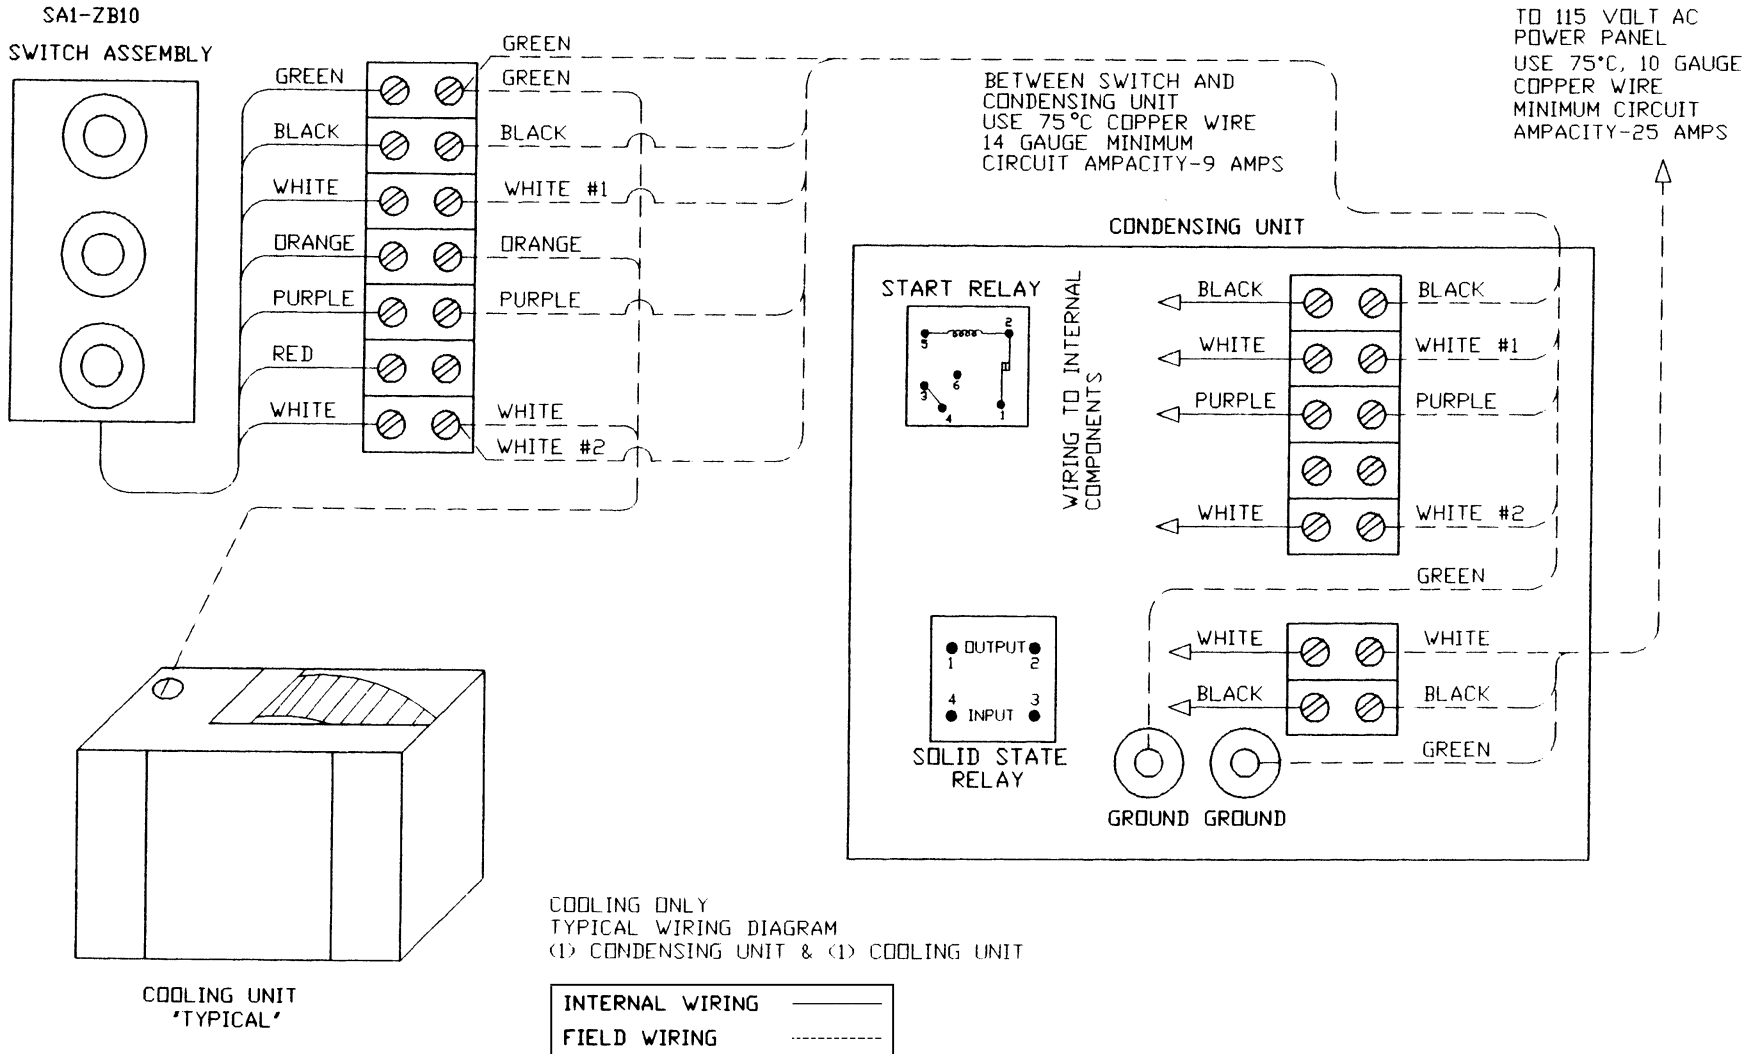 SA1-ZB10
SWITCH ASSEMBLY
GREEN
BLACK
WHITE
ORANGE
PURPLE
RED
WHITE
GREEN
GREEN
BLACK
WHITE #1
ORANGE
PURPLE
WHITE
WHITE #2
BETWEEN SWITCH AND
CONDENSING UNIT
USE 75°C COPPER WIRE
14 GAUGE MINIMUM
CIRCUIT AMPACITY-9 AMPS
TO 115 VOLT AC
POWER PANEL
USE 75°C, 10 GAUGE
COPPER WIRE
MINIMUM CIRCUIT
AMPACITY-25 AMPS
CONDENSING UNIT
START RELAY
5
2
6
3
4
1
WIRING TO INTERNAL
COMPONENTS
BLACK
WHITE
PURPLE
WHITE
BLACK
WHITE #1
PURPLE
WHITE #2
GREEN
WHITE
BLACK
WHITE
BLACK
GREEN
OUTPUT
1 2
4 3
INPUT
SOLID STATE
RELAY
GROUND GROUND
COOLING UNIT
"TYPICAL"
COOLING ONLY
TYPICAL WIRING DIAGRAM
(1) CONDENSING UNIT & (1) COOLING UNIT
INTERNAL WIRING
FIELD WIRING